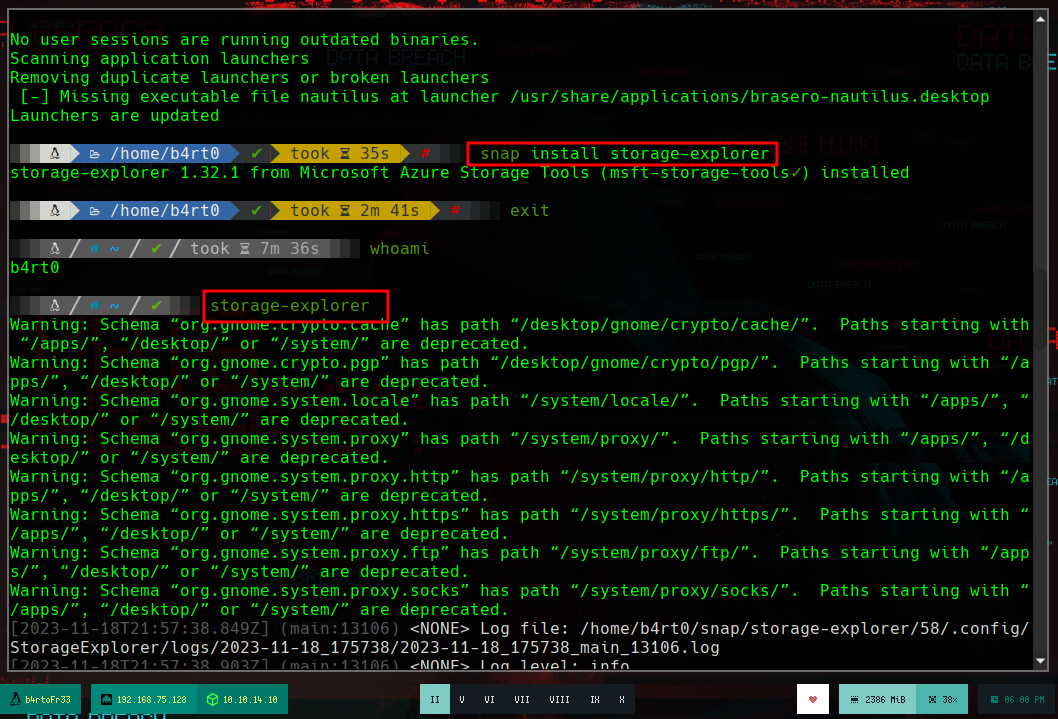 No user sessions are running outdated binaries.
Scanning application launchers
Removing duplicate launchers or broken launchers
[-] Missing executable file nautilus at launcher /usr/share/applications/brasero-nautilus.desktop
Launchers are updated
/home/b4rt0 ✔ took ⌛ 35s # snap install storage-explorer
storage-explorer 1.32.1 from Microsoft Azure Storage Tools (msft-storage-tools✓) installed
/home/b4rt0 ✔ took ⌛ 2m 41s # exit
/ ~ / ✔ / took ⌛ 7m 36s whoami
b4rt0
/ ~ / ✔ storage-explorer
Warning: Schema “org.gnome.crypto.cache” has path “/desktop/gnome/crypto/cache/”.  Paths starting with
“/apps/”, “/desktop/” or “/system/” are deprecated.
Warning: Schema “org.gnome.crypto.pgp” has path “/desktop/gnome/crypto/pgp/”.  Paths starting with “/a
pps/”, “/desktop/” or “/system/” are deprecated.
Warning: Schema “org.gnome.system.locale” has path “/system/locale/”.  Paths starting with “/apps/”, “
/desktop/” or “/system/” are deprecated.
Warning: Schema “org.gnome.system.proxy” has path “/system/proxy/”.  Paths starting with “/apps/”, “/d
esktop/” or “/system/” are deprecated.
Warning: Schema “org.gnome.system.proxy.http” has path “/system/proxy/http/”.  Paths starting with “/a
pps/”, “/desktop/” or “/system/” are deprecated.
Warning: Schema “org.gnome.system.proxy.https” has path “/system/proxy/https/”.  Paths starting with “
/apps/”, “/desktop/” or “/system/” are deprecated.
Warning: Schema “org.gnome.system.proxy.ftp” has path “/system/proxy/ftp/”.  Paths starting with “/app
s/”, “/desktop/” or “/system/” are deprecated.
Warning: Schema “org.gnome.system.proxy.socks” has path “/system/proxy/socks/”.  Paths starting with “
/apps/”, “/desktop/” or “/system/” are deprecated.
[2023-11-18T21:57:38.849Z] (main:13106) <NONE> Log file: /home/b4rt0/snap/storage-explorer/58/.config/
StorageExplorer/logs/2023-11-18_175738/2023-11-18_175738_main_13106.log
[2023-11-18T21:57:38.903Z] (main:13106) <NONE> Log level: info
b4rtoFr33 192.168.75.128 10.10.14.10 II V VI VII VIII IX X 2386 MiB 38% 06:00 PM
DATA BREACH